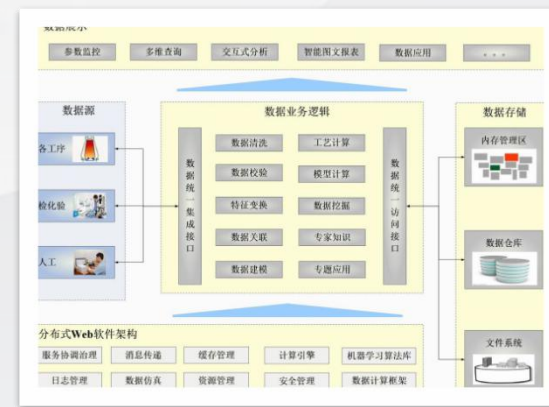 数据展示
参数监控 多维查询 交互式分析 智能图文报表 数据应用 . . .
数据源
各工序
检化验
人工
数据业务逻辑
数据统一集成接口
数据清洗 工艺计算
数据校验 模型计算
特征变换 数据挖掘
数据关联 专家知识
数据建模 专题应用
数据统一访问接口
数据存储
内存管理区
数据仓库
文件系统
分布式Web软件架构
服务协调治理 消息传递 缓存管理 计算引擎 机器学习算法库
日志管理 数据仿真 资源管理 安全管理 数据计算框架